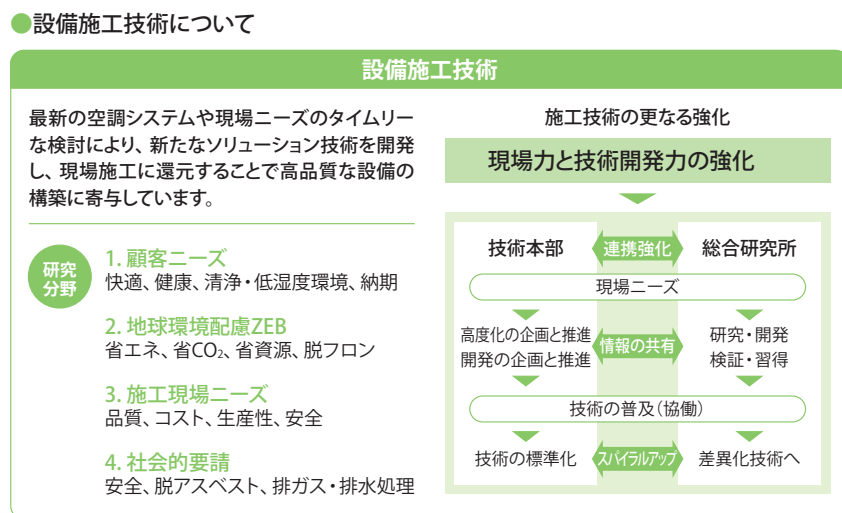 ●設備施工技術について
設備施工技術
最新の空調システムや現場ニーズのタイムリー
な検討により、新たなソリューション技術を開発
し、現場施工に還元することで高品質な設備の
構築に寄与しています。
研究
分野
1. 顧客ニーズ
快適、健康、清浄・低湿度環境、納期
2. 地球環境配慮ZEB
省エネ、省CO₂、省資源、脱フロン
3. 施工現場ニーズ
品質、コスト、生産性、安全
4. 社会的要請
安全、脱アスベスト、排ガス・排水処理
施工技術の更なる強化
現場力と技術開発力の強化
技術本部 連携強化 総合研究所
現場ニーズ
高度化の企画と推進
開発の企画と推進
情報の共有
研究・開発
検証・習得
技術の普及（協働）
技術の標準化 スパイラルアップ 差異化技術へ